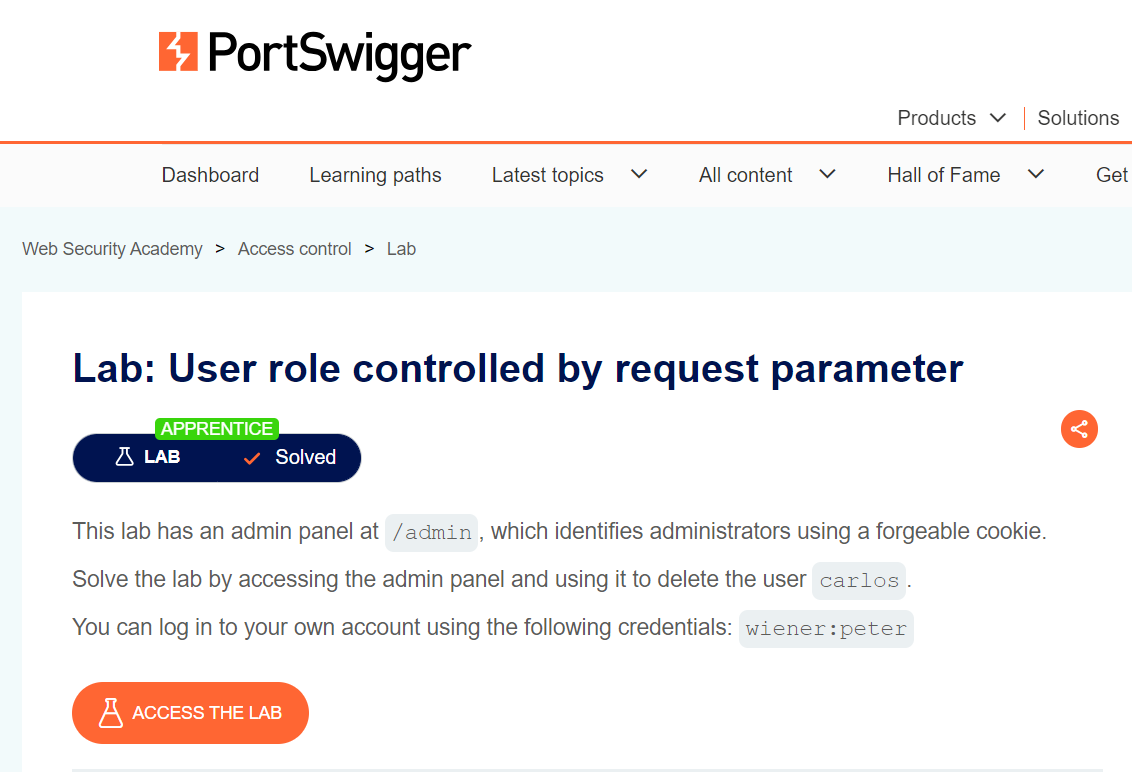 PortSwigger
Products Solutions
Dashboard Learning paths Latest topics All content Hall of Fame Get
Web Security Academy > Access control > Lab
Lab: User role controlled by request parameter
APPRENTICE
LAB Solved
This lab has an admin panel at /admin, which identifies administrators using a forgeable cookie.
Solve the lab by accessing the admin panel and using it to delete the user carlos.
You can log in to your own account using the following credentials: wiener:peter
ACCESS THE LAB